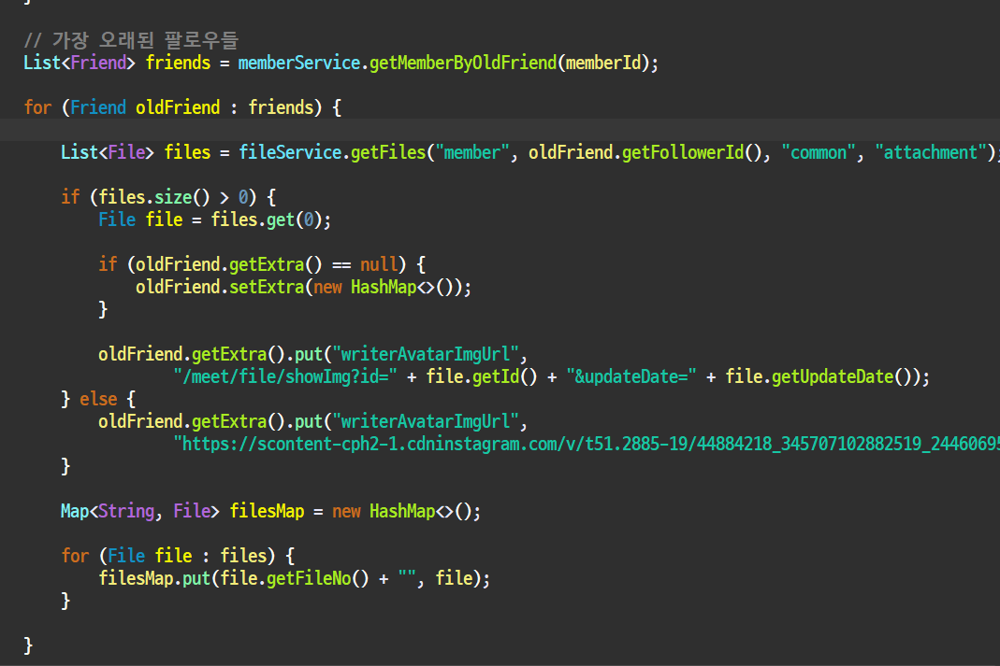 }
// 가장 오래된 팔로우들
List<Friend> friends = memberService.getMemberByOldFriend(memberId);
for (Friend oldFriend : friends) {
List<File> files = fileService.getFiles("member", oldFriend.getFollowerId(), "common", "attachment");
if (files.size() > 0) {
File file = files.get(0);
if (oldFriend.getExtra() == null) {
oldFriend.setExtra(new HashMap<>());
}
oldFriend.getExtra().put("writerAvatarImgUrl",
"/meet/file/showImg?id=" + file.getId() + "&updateDate=" + file.getUpdateDate());
} else {
oldFriend.getExtra().put("writerAvatarImgUrl",
"https://scontent-cph2-1.cdninstagram.com/v/t51.2885-19/44884218_345707102882519_24460695
}
Map<String, File> filesMap = new HashMap<>();
for (File file : files) {
filesMap.put(file.getFileNo() + "", file);
}
}